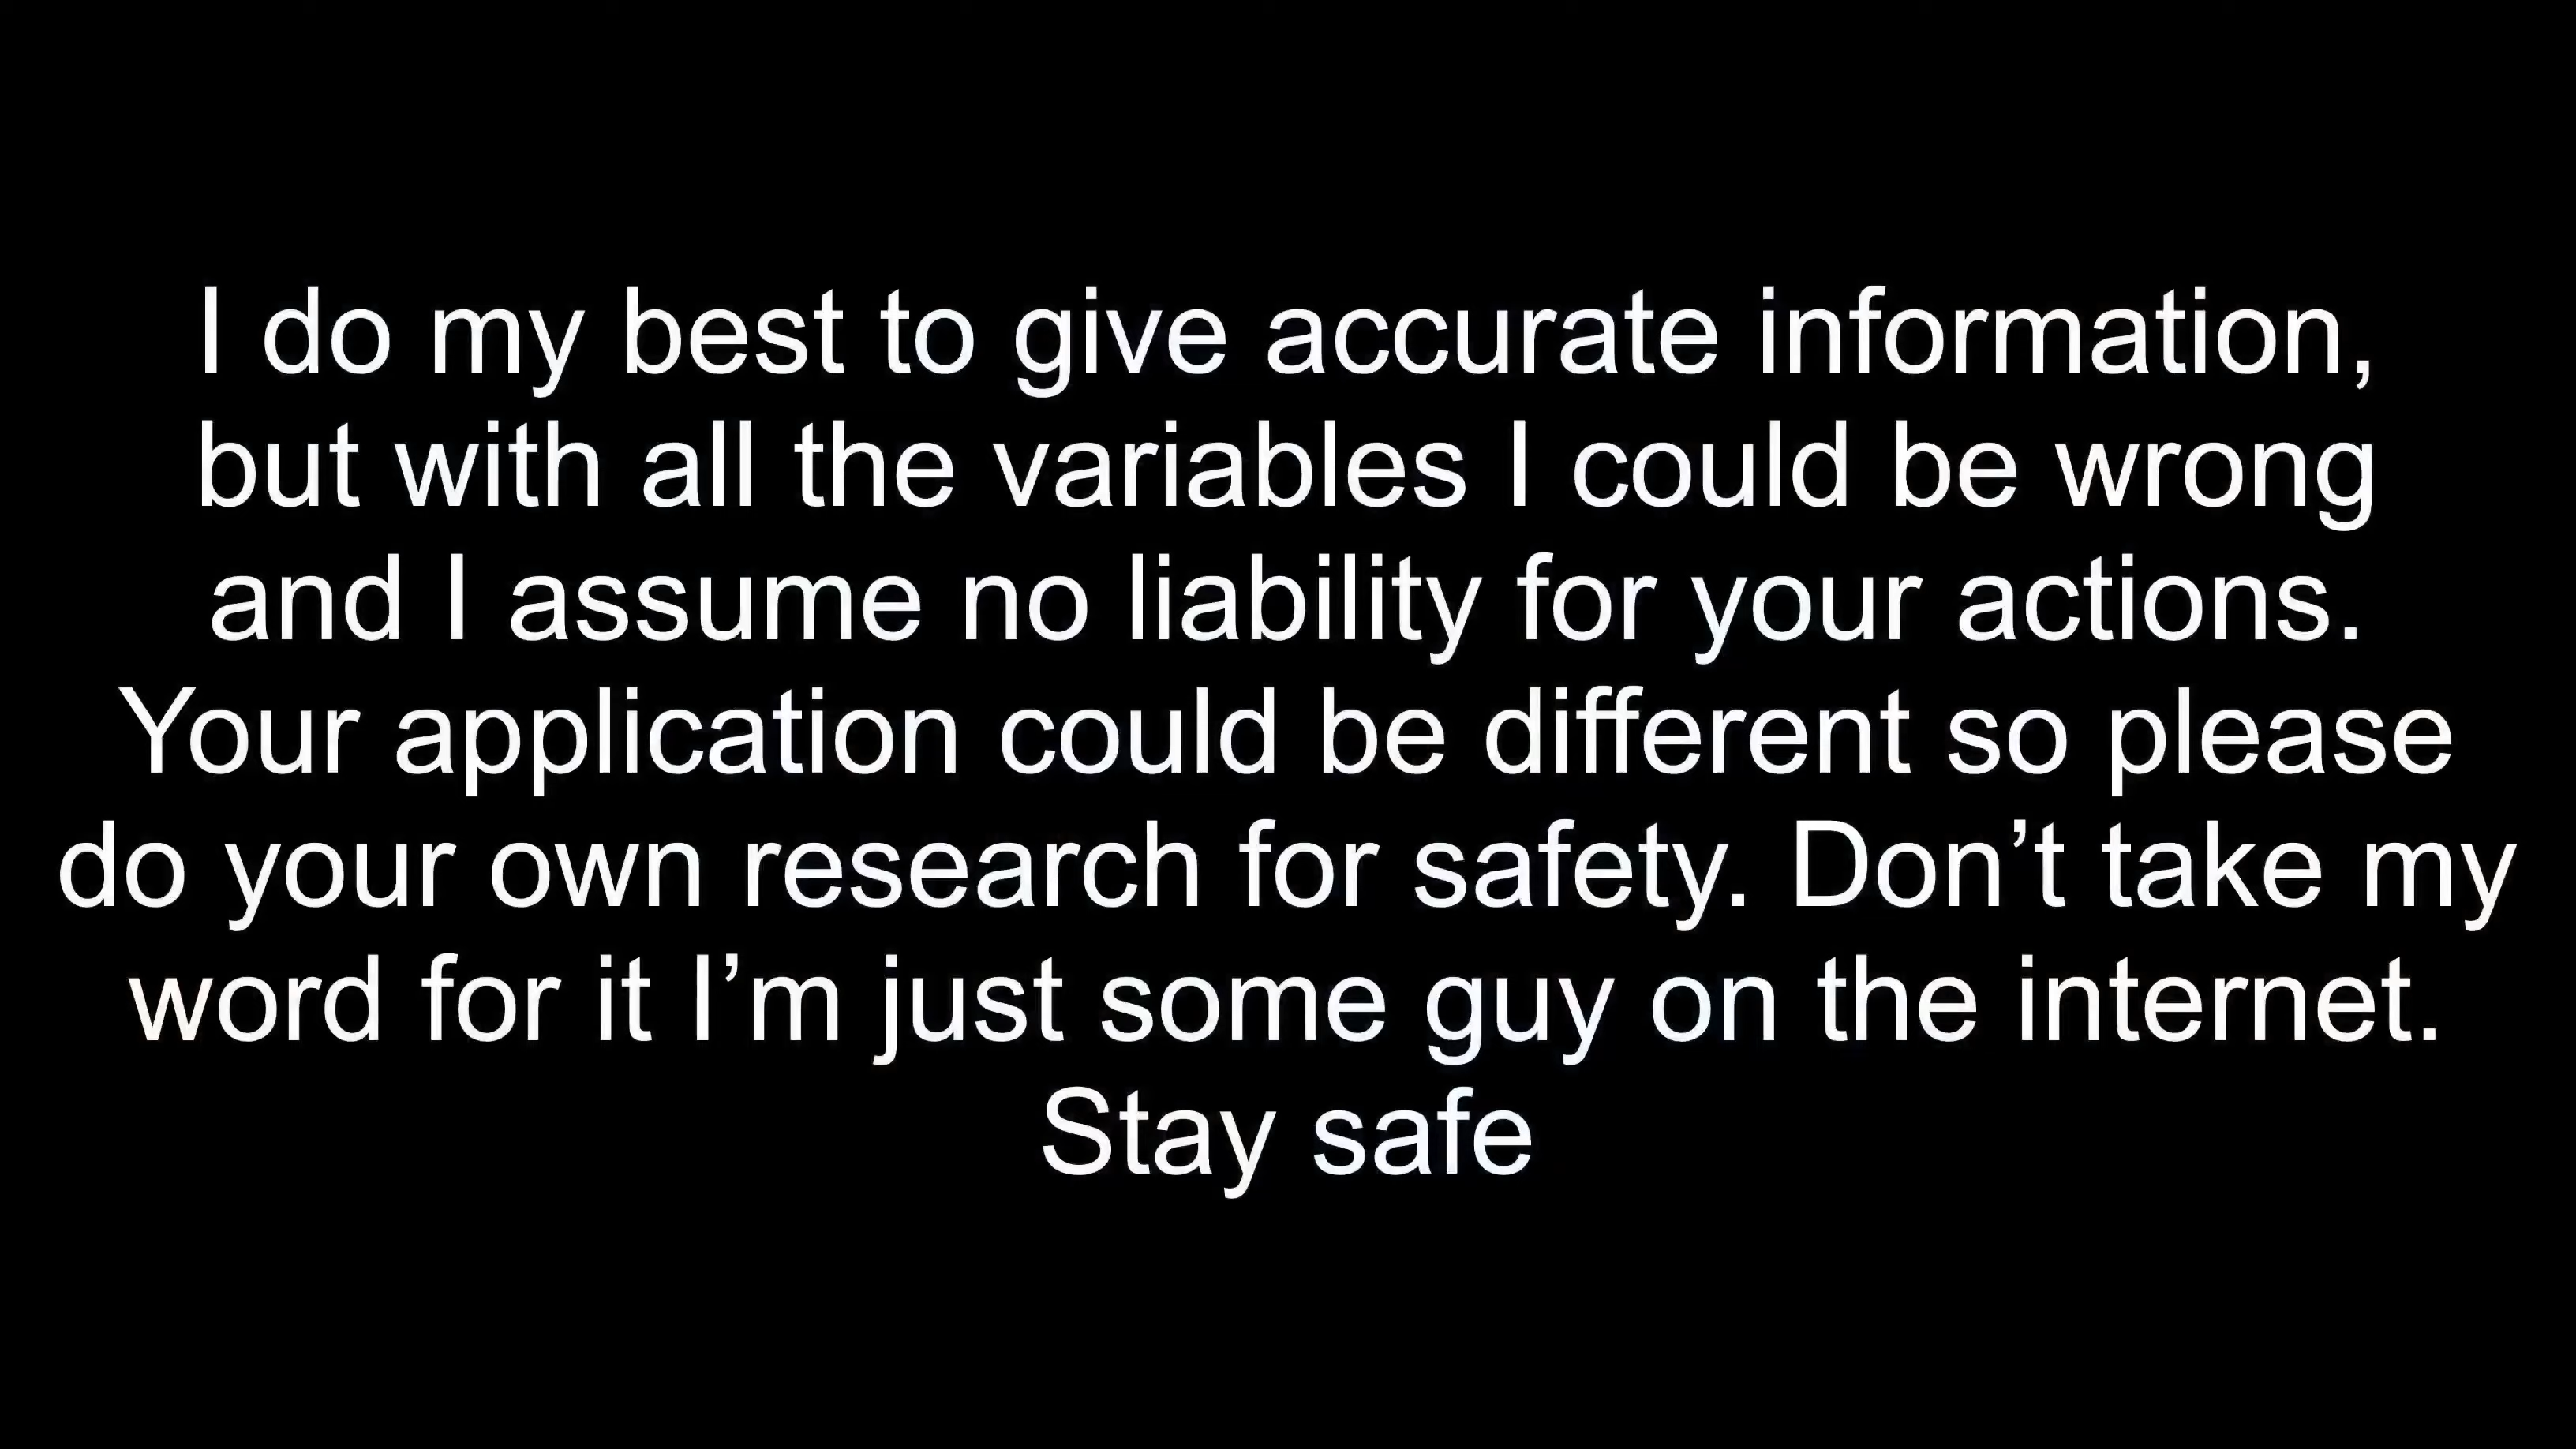 I do my best to give accurate information,
but with all the variables I could be wrong
and I assume no liability for your actions.
Your application could be different so please
do your own research for safety. Don’t take my
word for it I’m just some guy on the internet.
Stay safe